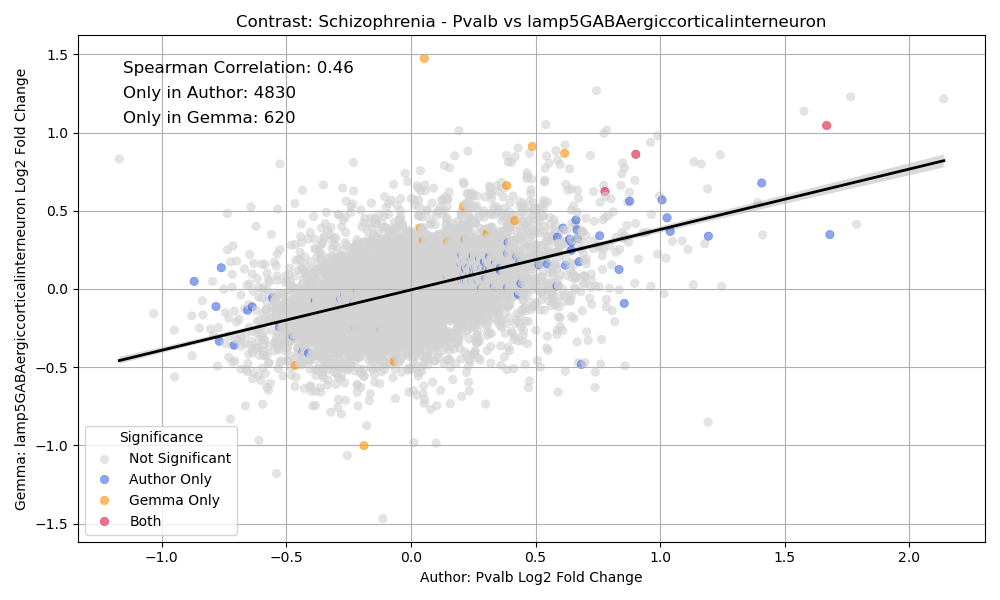 Contrast: Schizophrenia - Pvalb vs lamp5GABAergiccorticalinterneuron
Spearman Correlation: 0.46
Only in Author: 4830
Only in Gemma: 620
Gemma: lamp5GABAergiccorticalinterneuron Log2 Fold Change
1.5
1.0
0.5
0.0
−0.5
−1.0
−1.5
Significance
Not Significant
Author Only
Gemma Only
Both
−1.0
−0.5
0.0
0.5
1.0
1.5
2.0
Author: Pvalb Log2 Fold Change